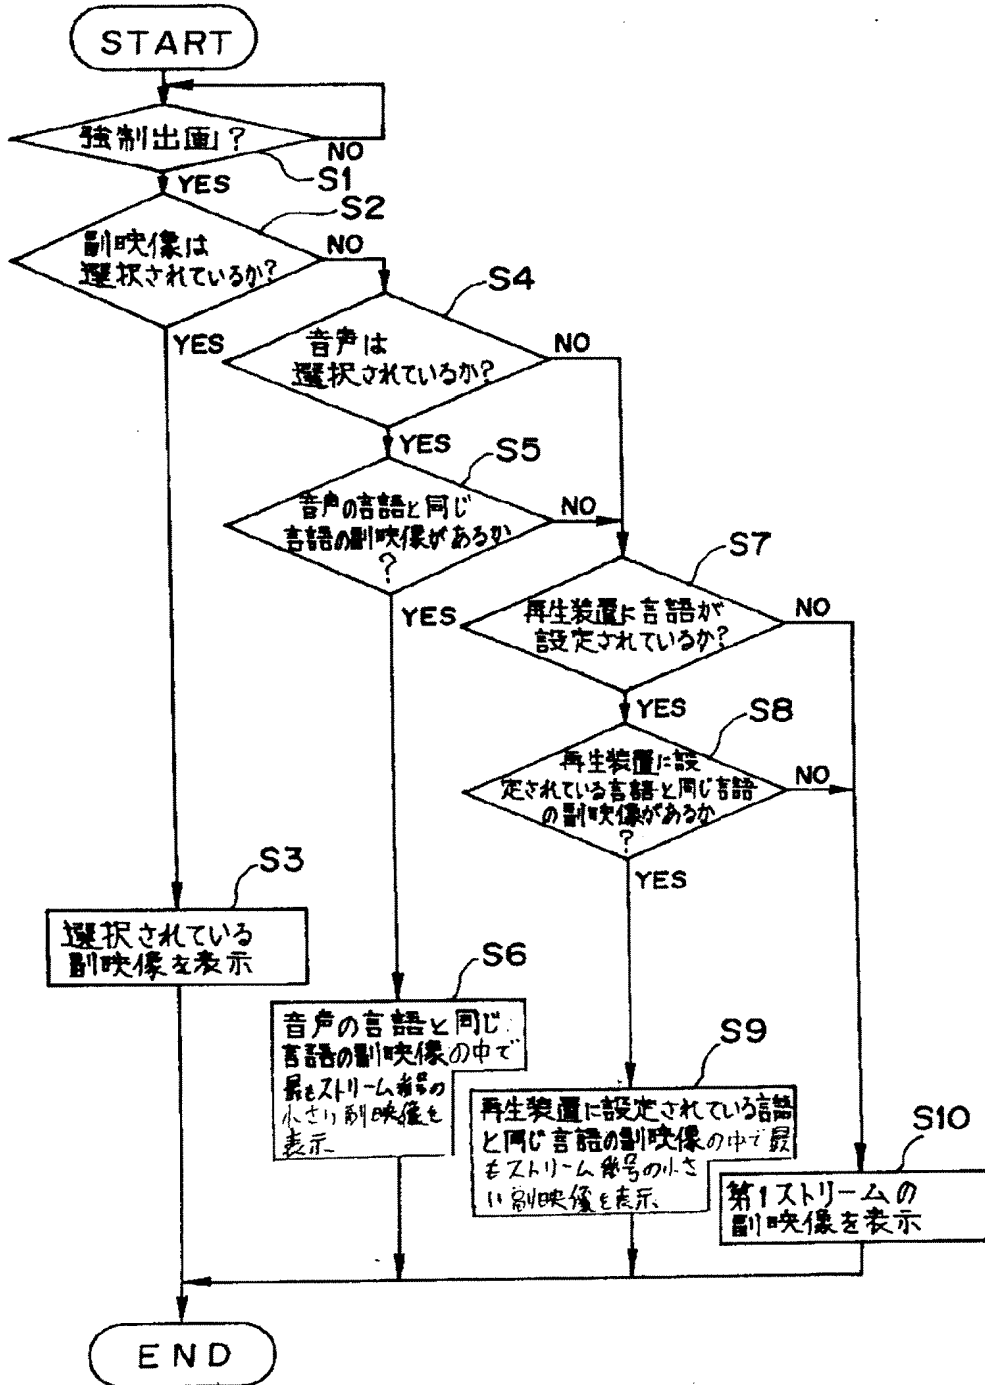 START
強制出画?
NO
S1
YES
S2
副映像は
選択されているか?
NO
YES
S4
音声は
選択されているか?
NO
YES
S5
音声の言語と同じ
言語の副映像があるか
?
NO
YES
S7
再生装置に言語が
設定されているか?
NO
YES
S8
再生装置に設
定されている言語と同じ言語
の副映像があるか
?
NO
YES
S3
選択されている
副映像を表示
S6
音声の言語と同じ
言語の副映像の中で
最もストリーム番号の
小さい副映像を
表示
S9
再生装置に設定されている言語
と同じ言語の副映像の中で最
もストリーム番号の小さ
い副映像を表示
S10
第1ストリームの
副映像を表示
END